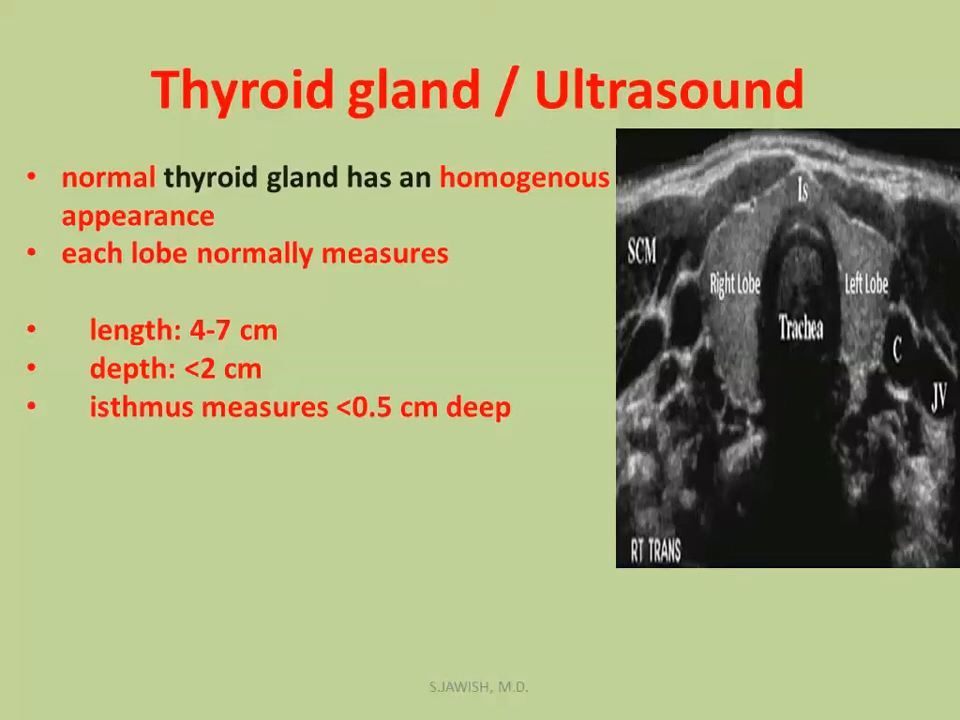 Thyroid gland / Ultrasound
• normal thyroid gland has an homogenous
appearance
• each lobe normally measures
• length: 4-7 cm
• depth: <2 cm
• isthmus measures <0.5 cm deep
Is
SCM
Right Lobe
Left Lobe
Trachea
C
JV
RT TRANS
S.JAWISH, M.D.